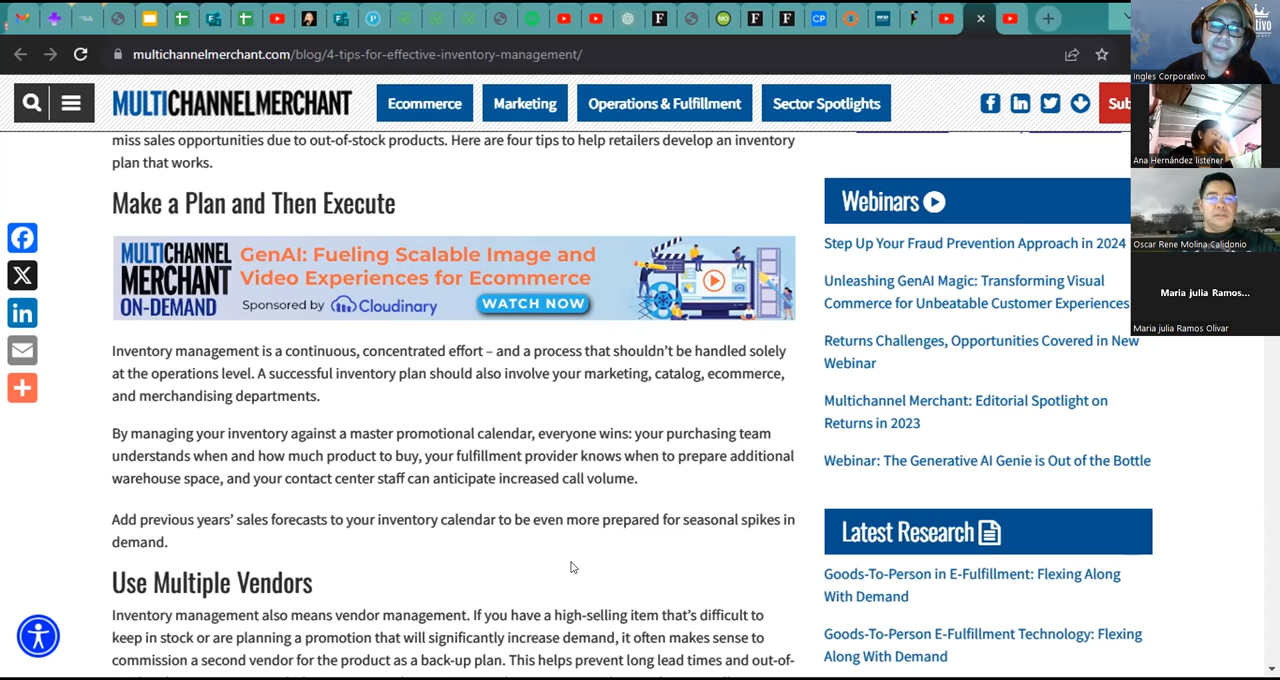 multichannelmerchant.com/blog/4-tips-for-effective-inventory-management/
MULTICHANNELMERCHANT
Ecommerce
Marketing
Operations & Fulfillment
Sector Spotlights
Sub
miss sales opportunities due to out-of-stock products. Here are four tips to help retailers develop an inventory
plan that works.
Make a Plan and Then Execute
MULTICHANNEL
MERCHANT
ON-DEMAND
GenAI: Fueling Scalable Image and
Video Experiences for Ecommerce
Sponsored by Cloudinary
WATCH NOW
Inventory management is a continuous, concentrated effort – and a process that shouldn't be handled solely
at the operations level. A successful inventory plan should also involve your marketing, catalog, ecommerce,
and merchandising departments.
By managing your inventory against a master promotional calendar, everyone wins: your purchasing team
understands when and how much product to buy, your fulfillment provider knows when to prepare additional
warehouse space, and your contact center staff can anticipate increased call volume.
Add previous years' sales forecasts to your inventory calendar to be even more prepared for seasonal spikes in
demand.
Use Multiple Vendors
Inventory management also means vendor management. If you have a high-selling item that's difficult to
keep in stock or are planning a promotion that will significantly increase demand, it often makes sense to
commission a second vendor for the product as a back-up plan. This helps prevent long lead times and out-of-
Webinars
Step Up Your Fraud Prevention Approach in 2024
Unleashing GenAI Magic: Transforming Visual
Commerce for Unbeatable Customer Experiences
Returns Challenges, Opportunities Covered in New
Webinar
Multichannel Merchant: Editorial Spotlight on
Returns in 2023
Webinar: The Generative AI Genie is Out of the Bottle
Latest Research
Goods-To-Person in E-Fulfillment: Flexing Along
With Demand
Goods-To-Person E-Fulfillment Technology: Flexing
Along With Demand
tivo
Ingles Corporativo
Ana Hernández listener
Oscar Rene Molina Calidonio
Maria julia Ramos...
Maria julia Ramos Olivar